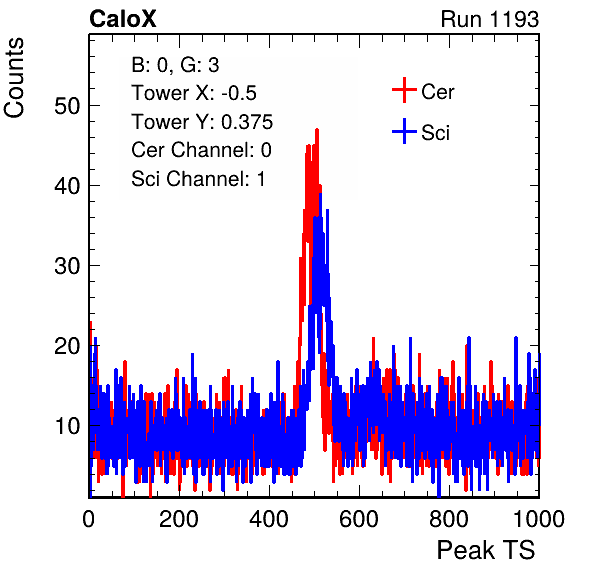 CaloX
Run 1193
Counts
B: 0, G: 3
Tower X: -0.5
Tower Y: 0.375
Cer Channel: 0
Sci Channel: 1
Cer
Sci
50
40
30
20
10
0 200 400 600 800 1000
Peak TS